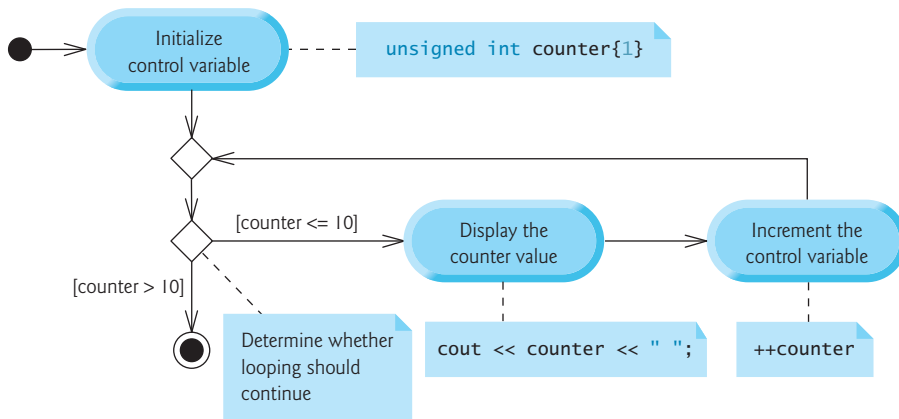 Initialize
control variable
unsigned int counter{1}
[counter <= 10]
Display the
counter value
Increment the
control variable
[counter > 10]
Determine whether
looping should
continue
cout << counter << " ";
++counter